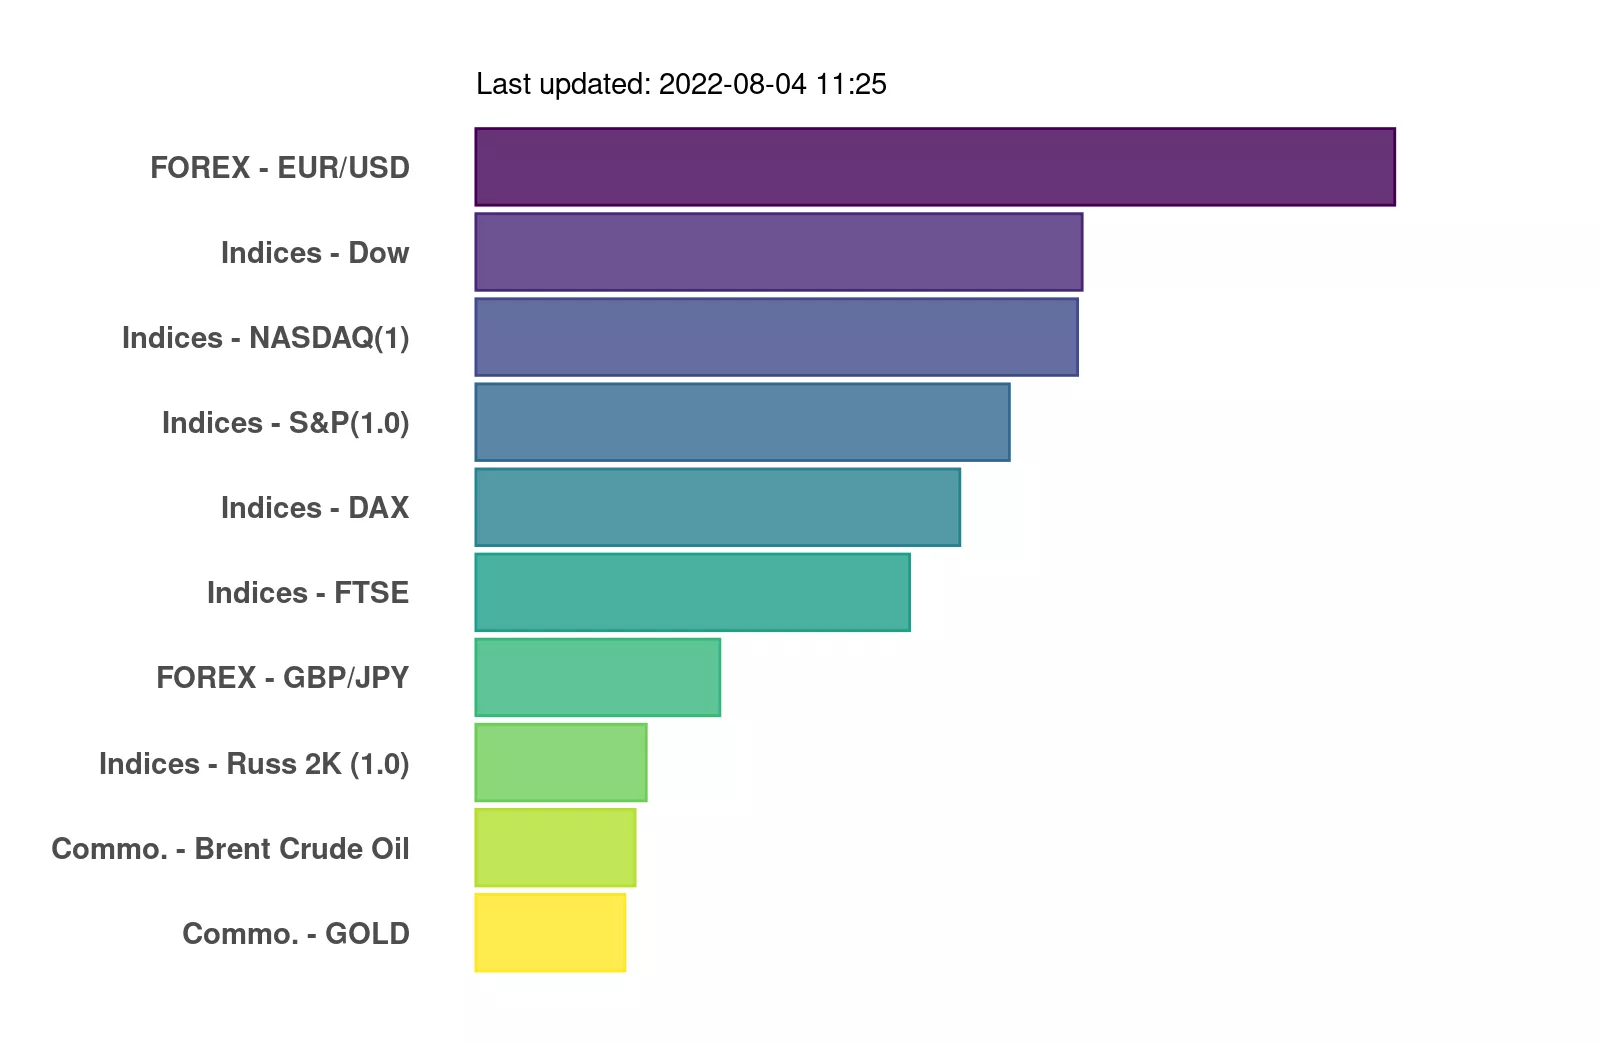 Last updated: 2022-08-04 11:25
FOREX - EUR/USD
Indices - Dow
Indices - NASDAQ(1)
Indices - S&P(1.0)
Indices - DAX
Indices - FTSE
FOREX - GBP/JPY
Indices - Russ 2K (1.0)
Commo. - Brent Crude Oil
Commo. - GOLD